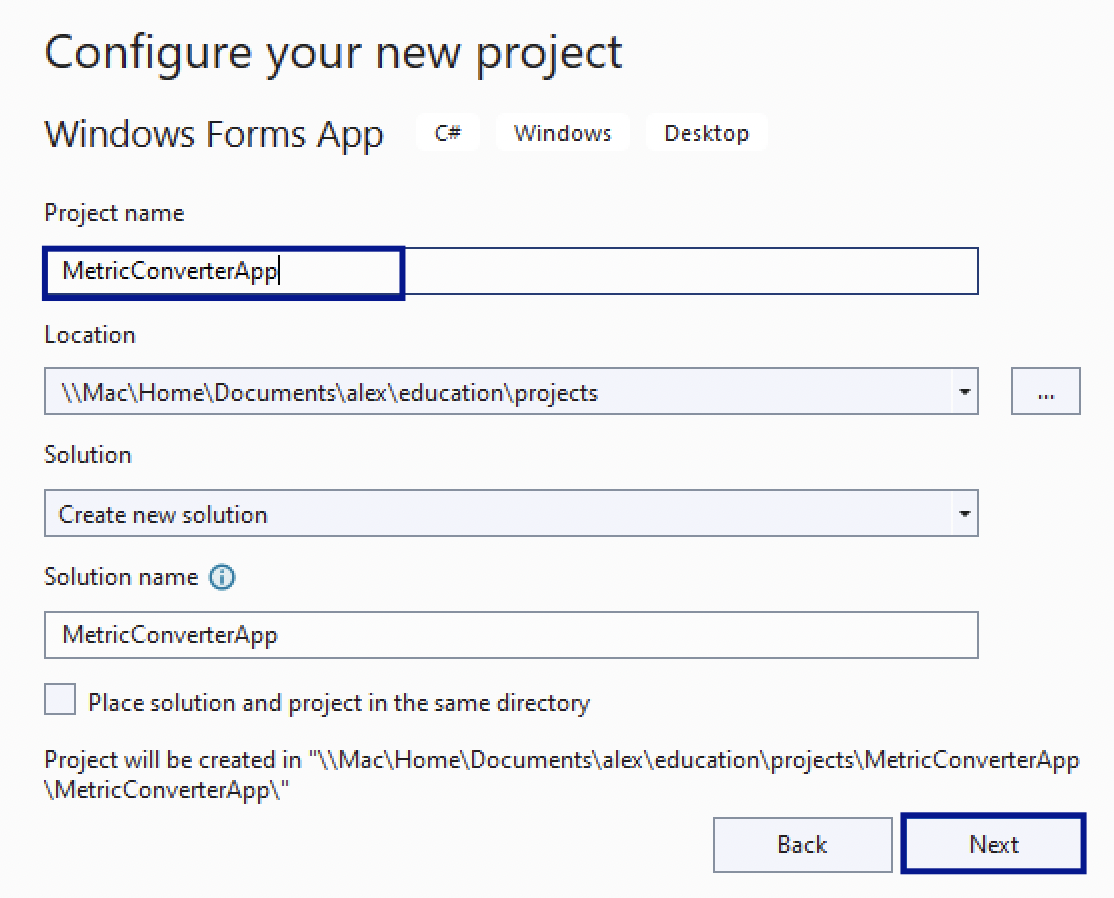 Configure your new project
Windows Forms App C# Windows Desktop
Project name
MetricConverterApp
Location
\\Mac\Home\Documents\alex\education\projects
...
Solution
Create new solution
Solution name
MetricConverterApp
Place solution and project in the same directory
Project will be created in "\\Mac\Home\Documents\alex\education\projects\MetricConverterApp
\MetricConverterApp\"
Back Next